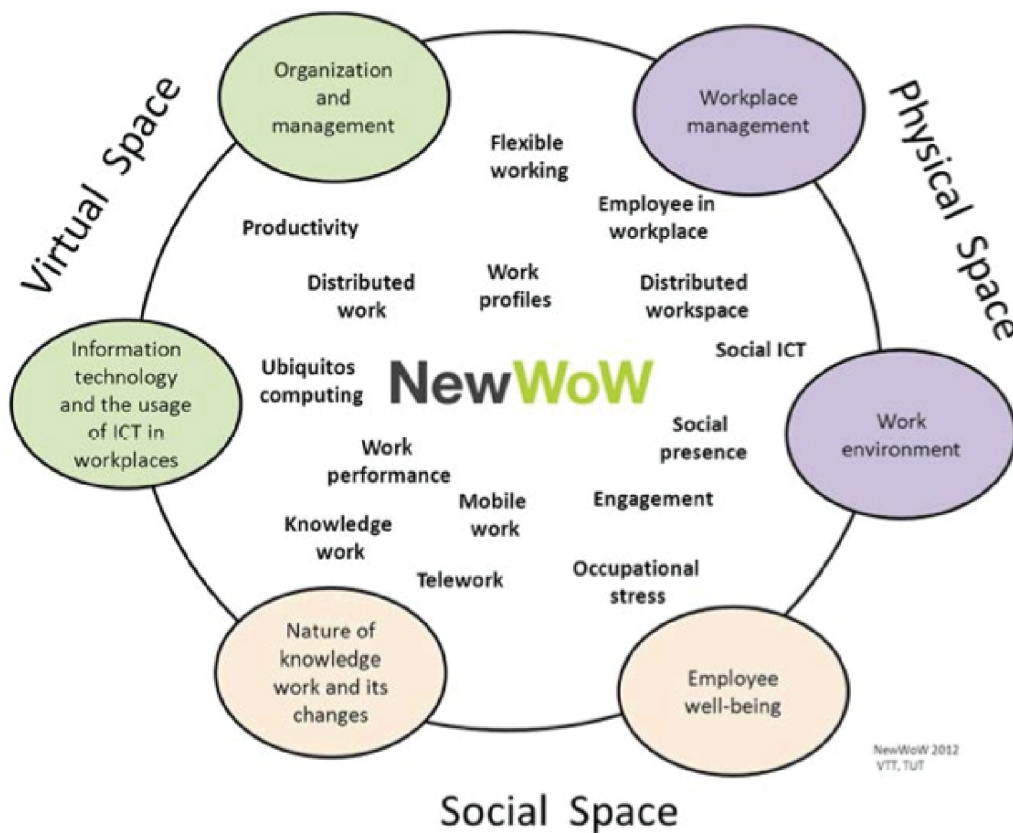 Organization
and
management
Workplace
management
Virtual Space
Physical Space
Flexible
working
Employee in
workplace
Productivity
Distributed
work
Work
profiles
Distributed
workspace
Social ICT
Information
technology
and the usage
of ICT in
workplaces
Ubiquitos
computing
NewWoW
Work
environment
Social
presence
Work
performance
Mobile
work
Engagement
Knowledge
work
Telework
Occupational
stress
Nature of
knowledge
work and its
changes
Employee
well-being
NewWoW 2012
VTT, TUT
Social Space